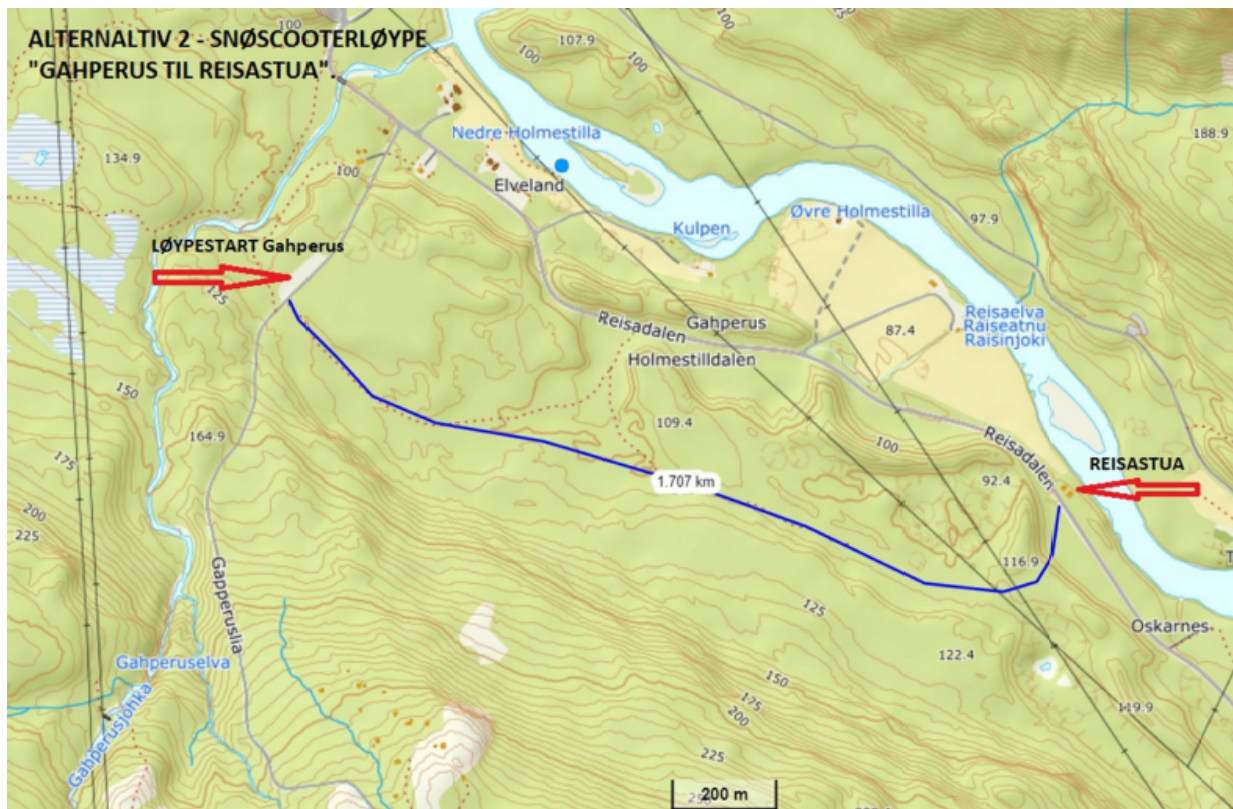 ALTERNALTIV 2 - SNØSCOOTERLØYPE
"GAHPERUS TIL REISASTUA".
100
107.9
100
100
188.9
134.9
Nedre Holmestilla
100
Elveland
Øvre Holmestilla
97.9
Kulpen
LØYPESTART Gahperus
125
Reisaelva
Raiseatnu
Raisinjoki
Reisadalen
Gahperus
87.4
Holmestilldalen
150
109.4
164.9
100
Reisadalen
175
REISASTUA
1.707 km
92.4
200
225
116.9
Gapperuslia
125
Oskarnes
Gahperuselva
122.4
150
175
200
119.9
Gahperusjohka
225
200 m